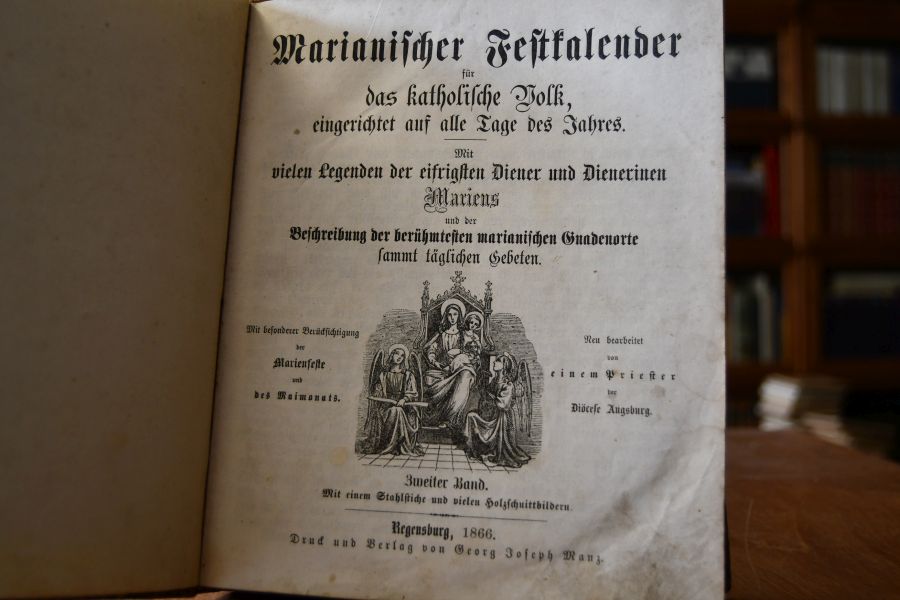 Marianischer Festkalender
für
das katholische Volk,
eingerichtet auf alle Tage des Jahres.
Mit
vielen Legenden der eifrigsten Diener und Dienerinen
Mariens
und der
Beschreibung der berühmtesten marianischen Gnadenorte
sammt täglichen Gebeten.
Mit besonderer Berücksichtigung
der
Marienfeste
und
des Maimonats.
Neu bearbeitet
von
einem Priester
der
Diöcese Augsburg.
Zweiter Band.
Mit einem Stahlstiche und vielen Holzschnittbildern.
Regensburg, 1866.
Druck und Verlag von Georg Joseph Manz.